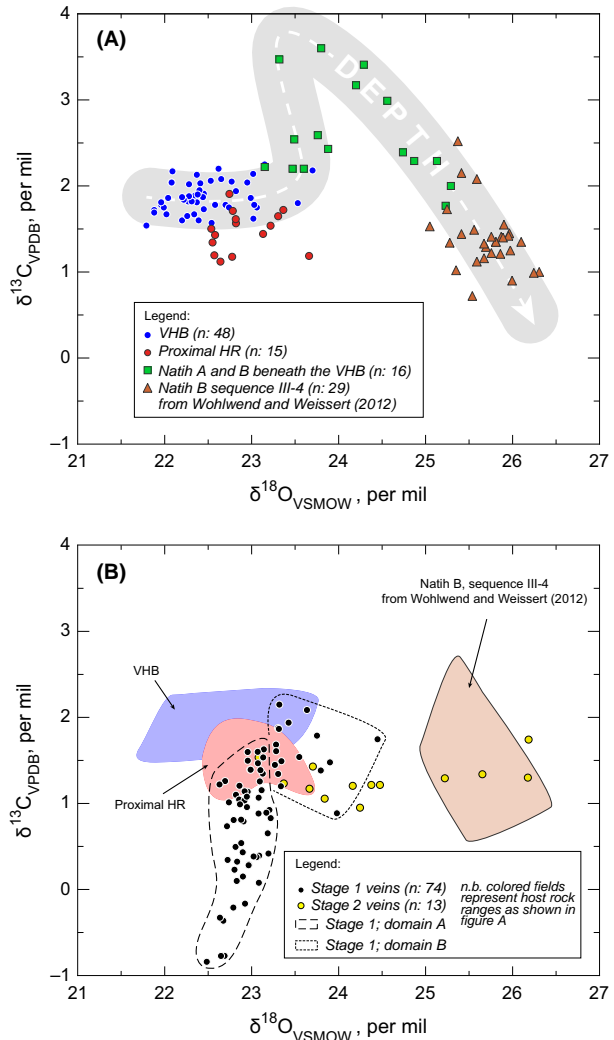 (A)
4
3
2
1
0
−1
δ13CVPDB, per mil
DEPTH
Legend:
VHB (n: 48)
Proximal HR (n: 15)
Natih A and B beneath the VHB (n: 16)
Natih B sequence III-4 (n: 29)
from Wohlwend and Weissert (2012)
21 22 23 24 25 26 27
δ18OVSMOW, per mil
(B)
4
3
2
1
0
−1
δ13CVPDB, per mil
Natih B, sequence III-4
from Wohlwend and Weissert (2012)
VHB
Proximal HR
Legend:
Stage 1 veins (n: 74)
Stage 2 veins (n: 13)
Stage 1; domain A
Stage 1; domain B
n.b. colored fields
represent host rock
ranges as shown in
figure A
21 22 23 24 25 26 27
δ18OVSMOW, per mil